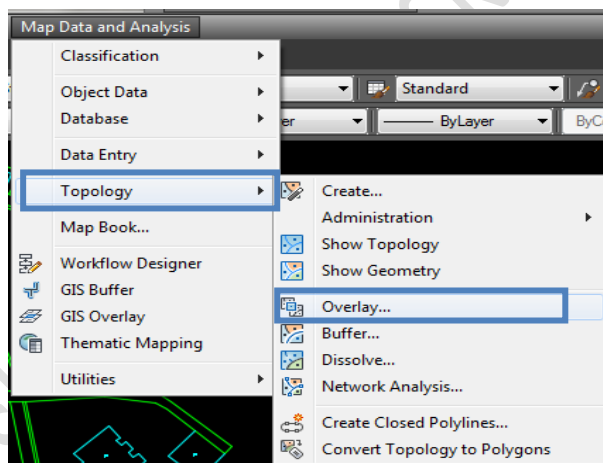 Map Data and Analysis
Classification
Object Data
Database
Data Entry
Topology
Map Book...
Workflow Designer
GIS Buffer
GIS Overlay
Thematic Mapping
Utilities
Standard
er
ByLayer
ByC
Create...
Administration
Show Topology
Show Geometry
Overlay...
Buffer...
Dissolve...
Network Analysis...
Create Closed Polylines...
Convert Topology to Polygons